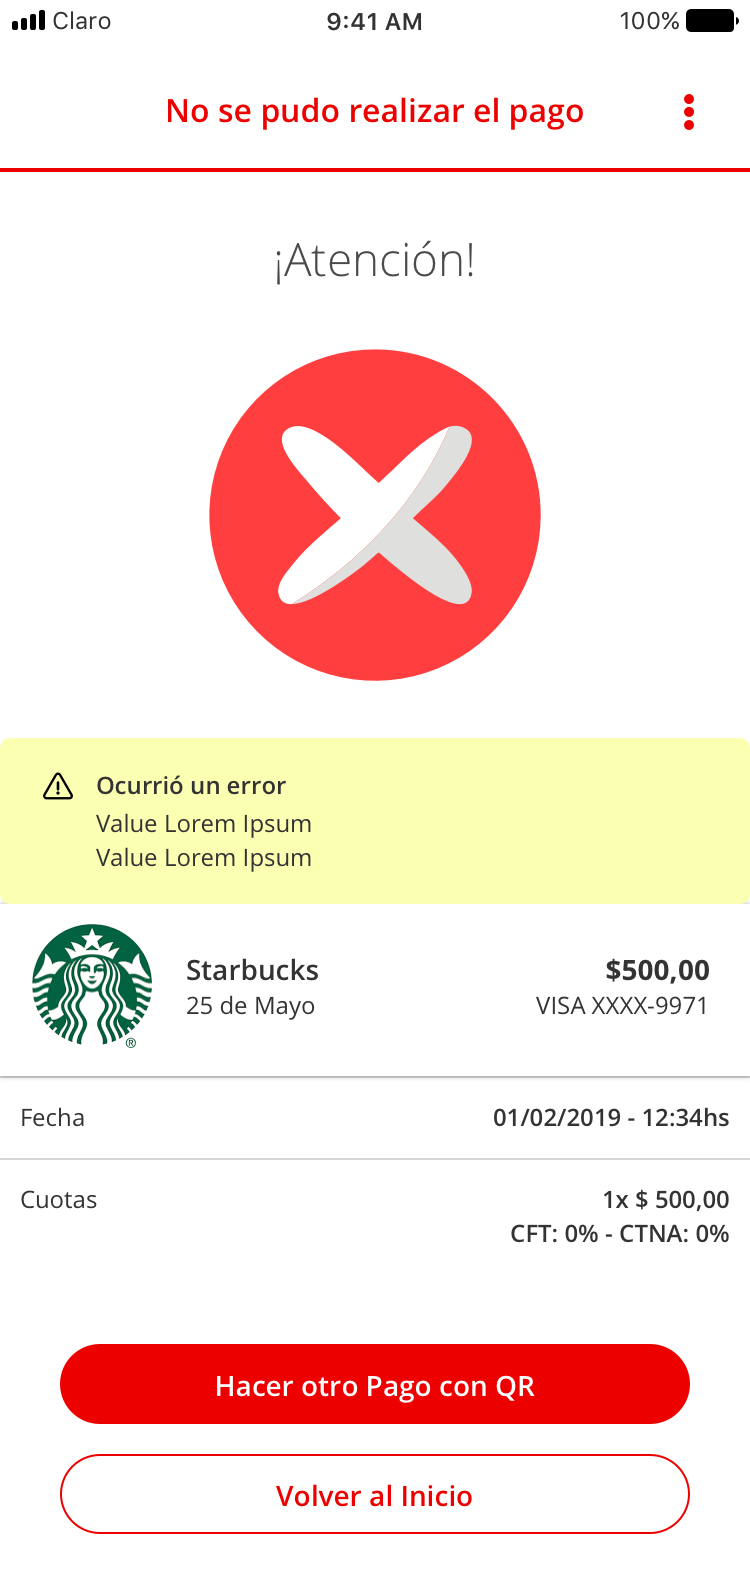 Claro 9:41 AM 100%
No se pudo realizar el pago
¡Atención!
Ocurrió un error
Value Lorem Ipsum
Value Lorem Ipsum
Starbucks $500,00
25 de Mayo VISA XXXX-9971
®
Fecha 01/02/2019 - 12:34hs
Cuotas 1x $ 500,00
CFT: 0% - CTNA: 0%
Hacer otro Pago con QR
Volver al Inicio